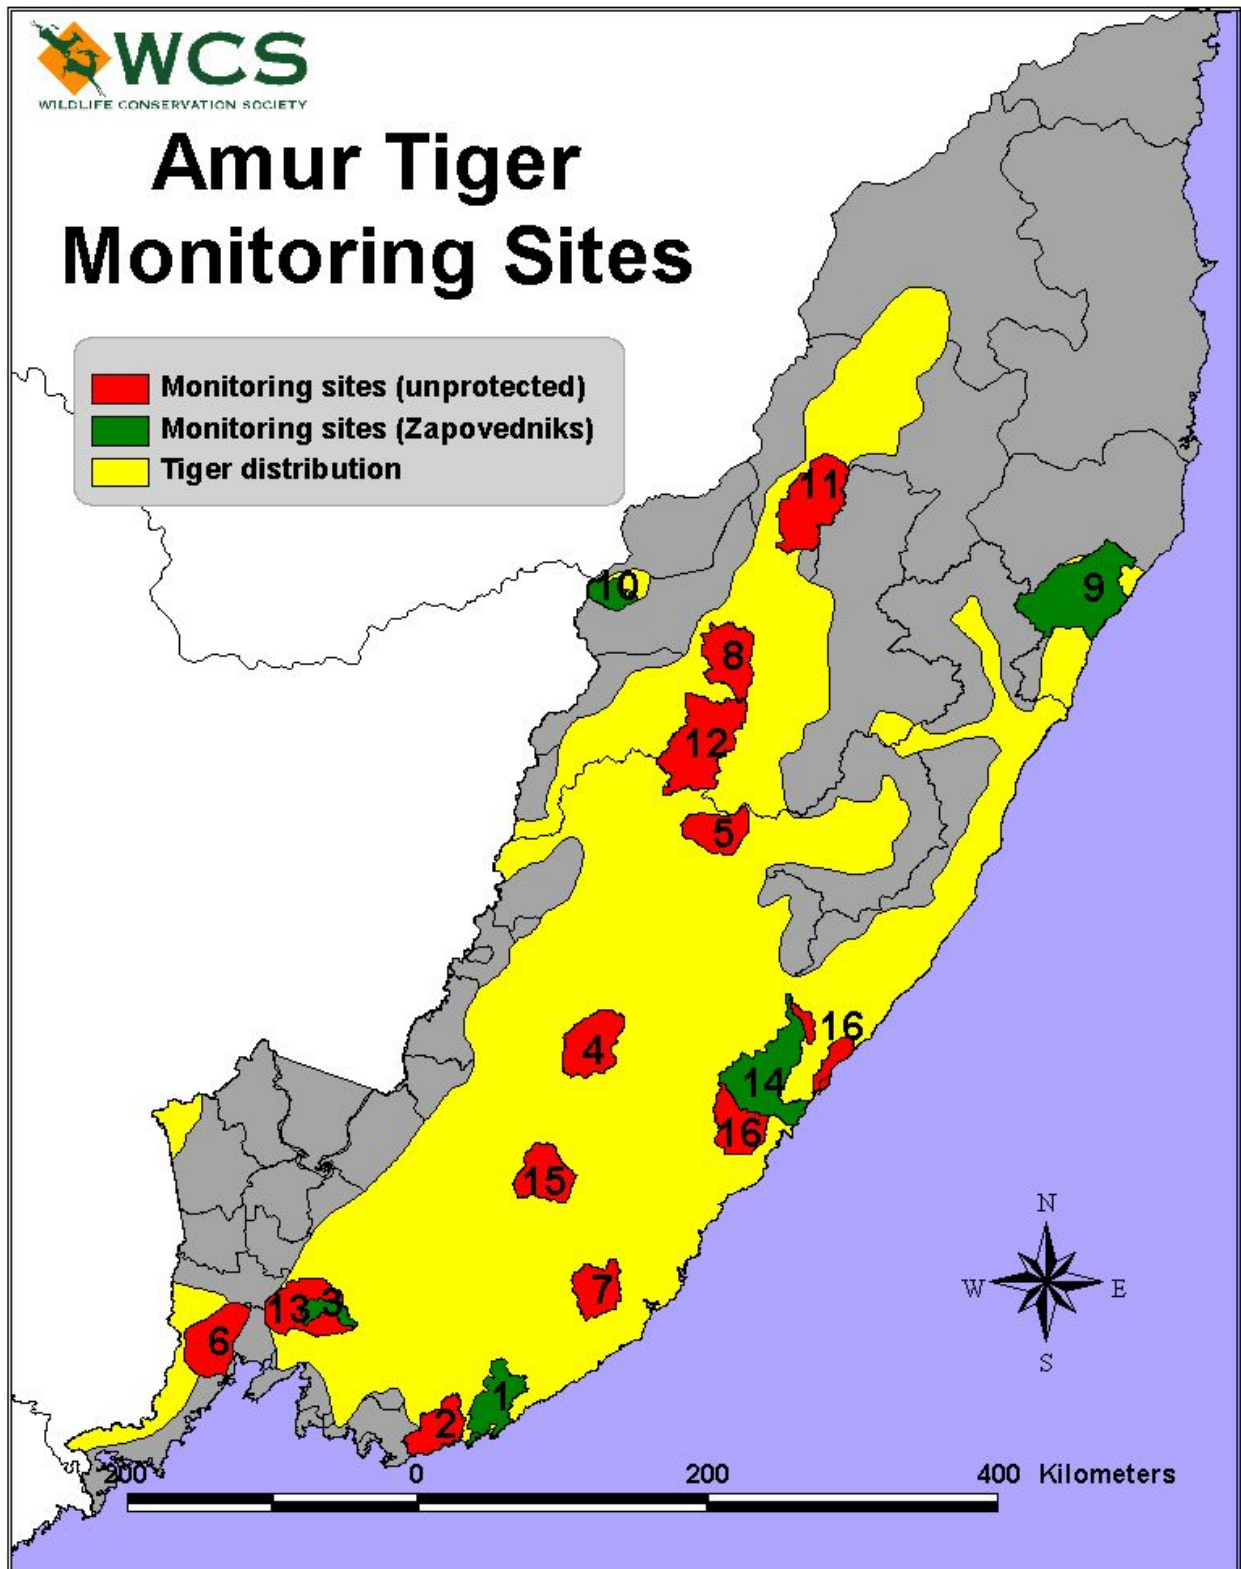 WCS
WILDLIFE CONSERVATION SOCIETY
Amur Tiger
Monitoring Sites
Monitoring sites (unprotected)
Monitoring sites (Zapovedniks)
Tiger distribution
11
10
9
8
12
5
16
4
14
16
15
N
W E
S
7
13 3
6
1
2
200 0 200 400 Kilometers